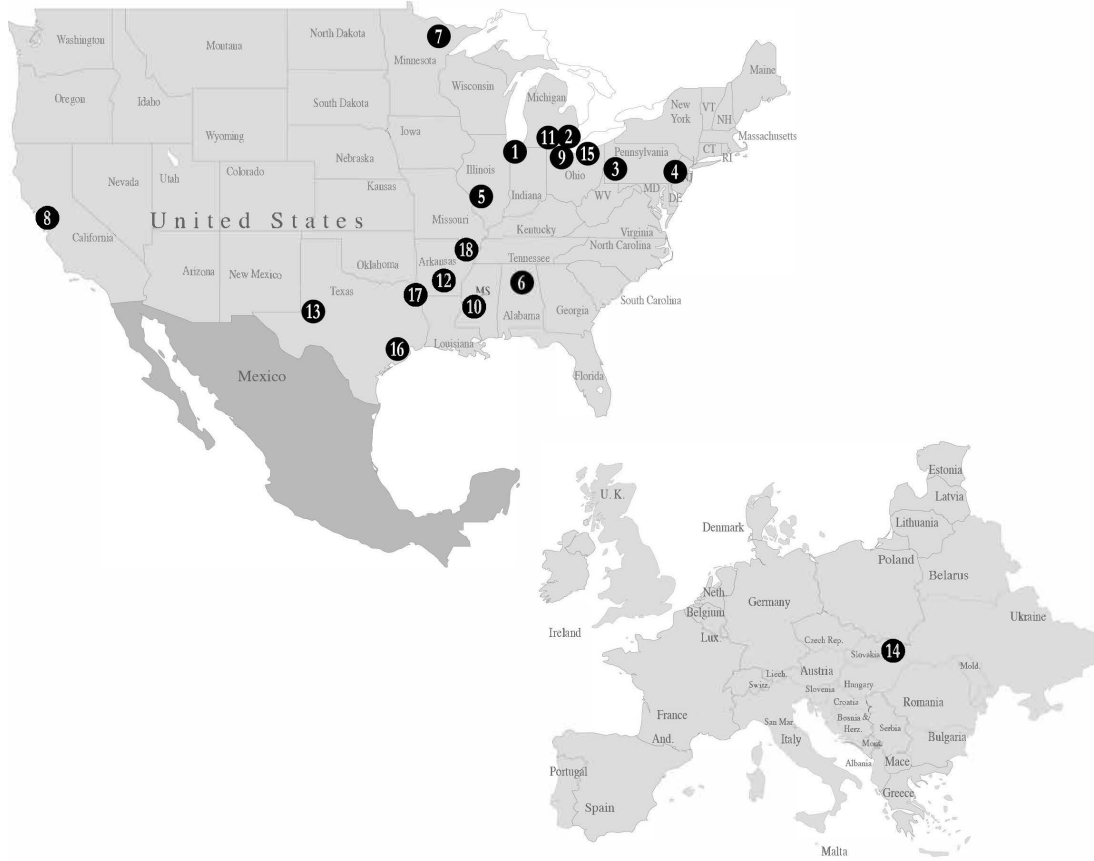 7
Washington
Montana
North Dakota
Minnesota
Maine
Oregon
Idaho
South Dakota
Wisconsin
Michigan
New
York
VT
NH
Massachusetts
Wyoming
Iowa
11
2
1
9
15
Pennsylvania
CT
RI
Nebraska
Illinois
Ohio
3
4
Nevada
Utah
Colorado
Kansas
5
Indiana
WV
MD
DE
8
United States
Missouri
California
Kentucky
Virginia
North Carolina
18
Tennessee
Arizona
New Mexico
Oklahoma
Arkansas
12
6
Texas
17
MS
10
13
Alabama
Georgia
South Carolina
16
Louisiana
Mexico
Florida
Estonia
U. K.
Latvia
Denmark
Lithuania
Poland
Belarus
Neth.
Germany
Belgium
Ukraine
Ireland
Lux.
Czech Rep.
Slovakia
14
Liech.
Austria
Mold.
Switz.
Slovenia
Hungary
Croatia
Romania
France
San Mar.
Bosnia &
Herz.
Serbia
And.
Italy
Bulgaria
Mont.
Albania
Mace.
Portugal
Spain
Greece
Malta